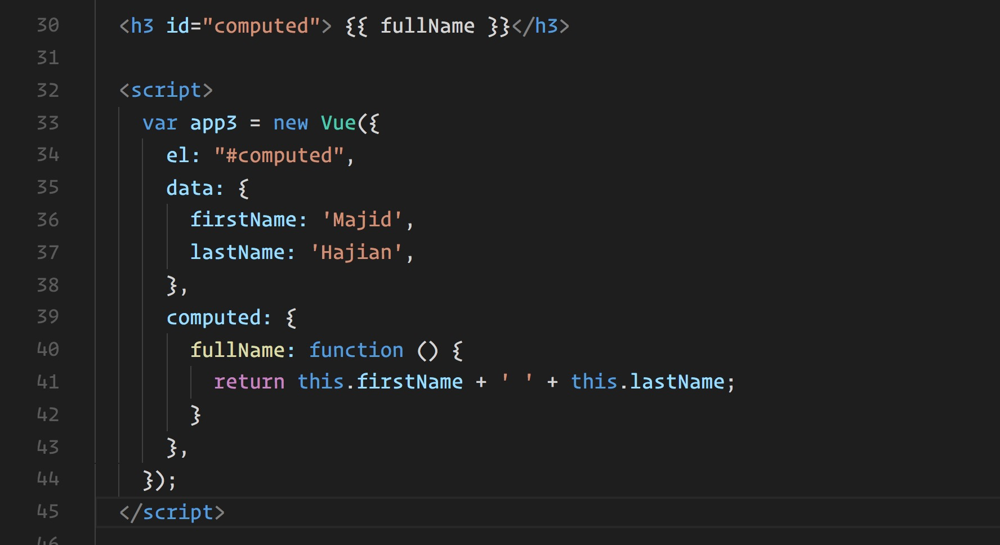 30 <h3 id="computed"> {{ fullName }}</h3>
31
32 <script>
33 var app3 = new Vue({
34 el: "#computed",
35 data: {
36 firstName: 'Majid',
37 lastName: 'Hajian',
38 },
39 computed: {
40 fullName: function () {
41 return this.firstName + ' ' + this.lastName;
42 }
43 },
44 });
45 </script>
46